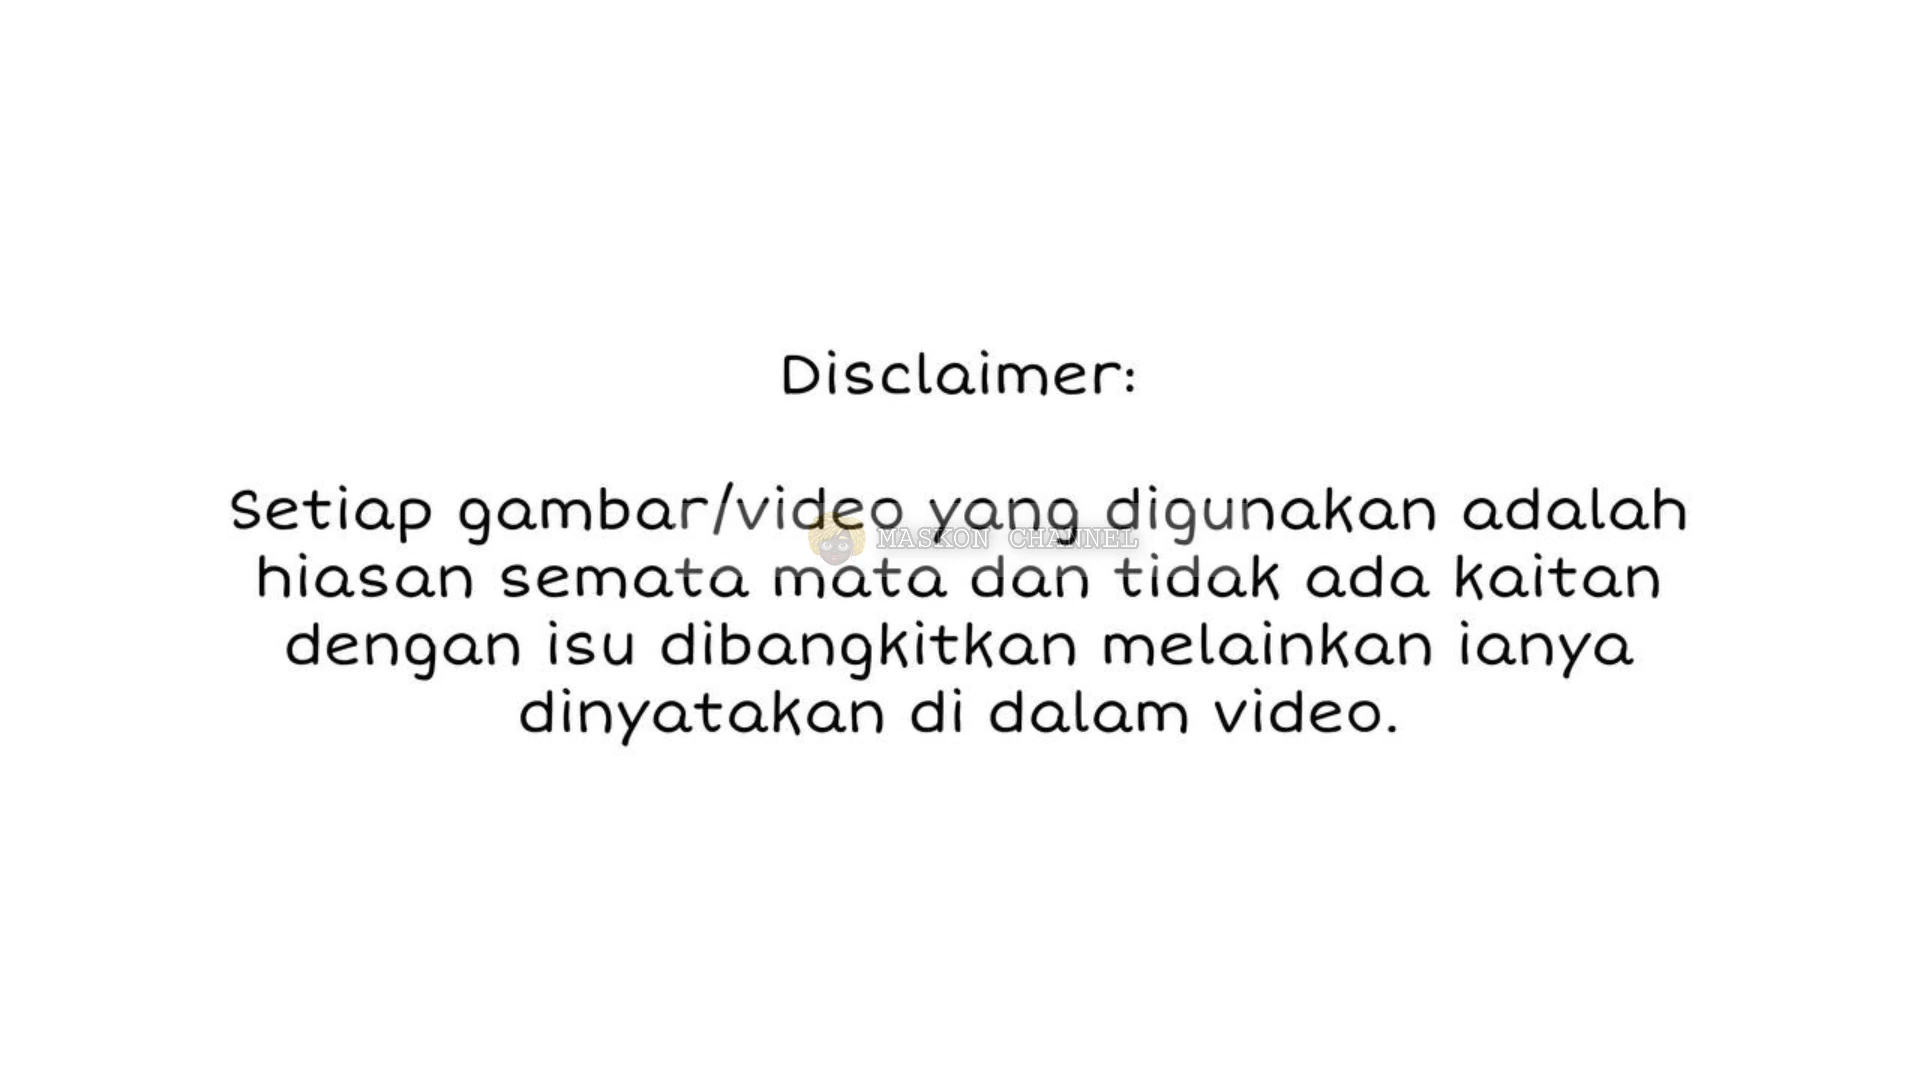 Disclaimer:
Setiap gambar/video yang digunakan adalah
MASKON CHANNEL
hiasan semata mata dan tidak ada kaitan
dengan isu dibangkitkan melainkan ianya
dinyatakan di dalam video.